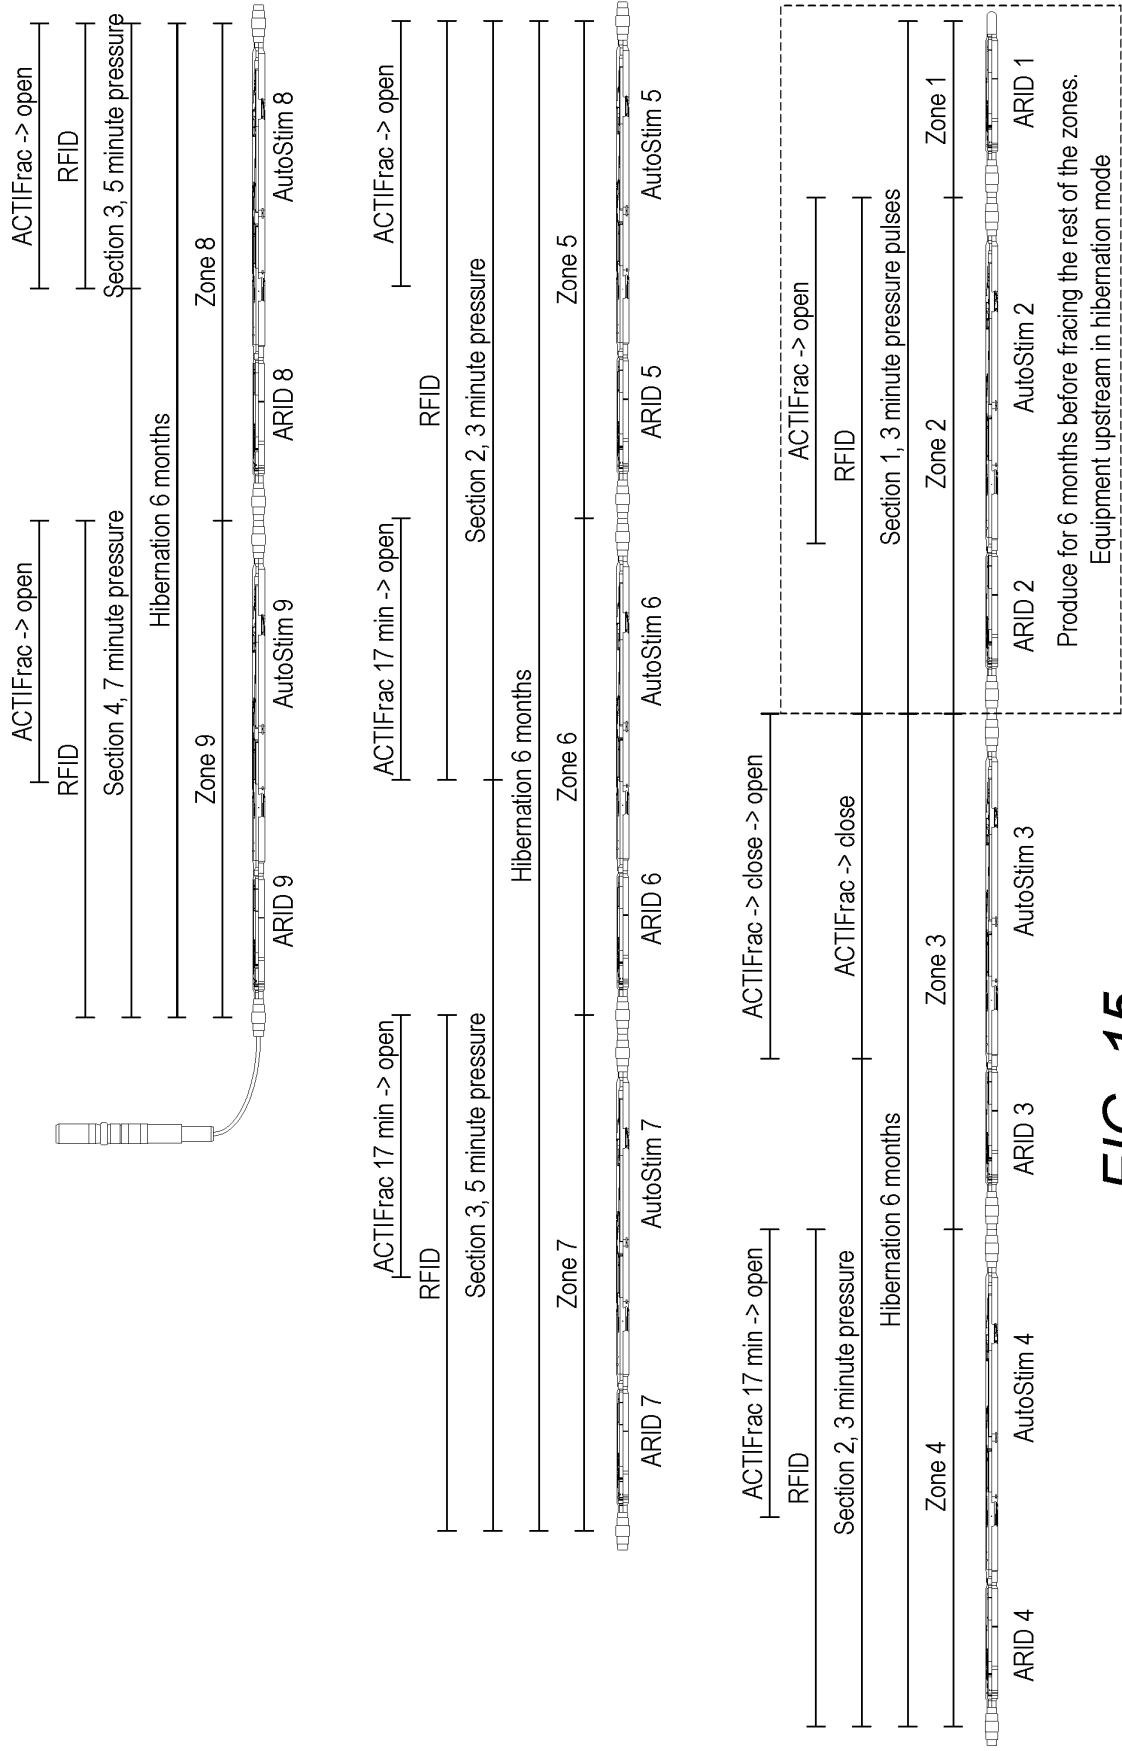 ACTIFrac -> open
ACTIFrac -> open
RFID
RFID
Section 4, 7 minute pressure
Section 3, 5 minute pressure
Hibernation 6 months
Zone 9
Zone 8
ARID 9
AutoStim 9
ARID 8
AutoStim 8
ACTIFrac 17 min -> open
ACTIFrac 17 min -> open
ACTIFrac -> open
RFID
RFID
Section 3, 5 minute pressure
Section 2, 3 minute pressure
Hibernation 6 months
Zone 7
Zone 6
Zone 5
ARID 7
AutoStim 7
ARID 6
AutoStim 6
ARID 5
AutoStim 5
ACTIFrac 17 min -> open
ACTIFrac -> close -> open
ACTIFrac -> open
RFID
Section 2, 3 minute pressure
ACTIFrac -> close
RFID
Hibernation 6 months
Section 1, 3 minute pressure pulses
Zone 4
Zone 3
Zone 2
Zone 1
ARID 4
AutoStim 4
ARID 3
AutoStim 3
ARID 2
AutoStim 2
ARID 1
Produce for 6 months before fracing the rest of the zones.
Equipment upstream in hibernation mode
FIG. 15